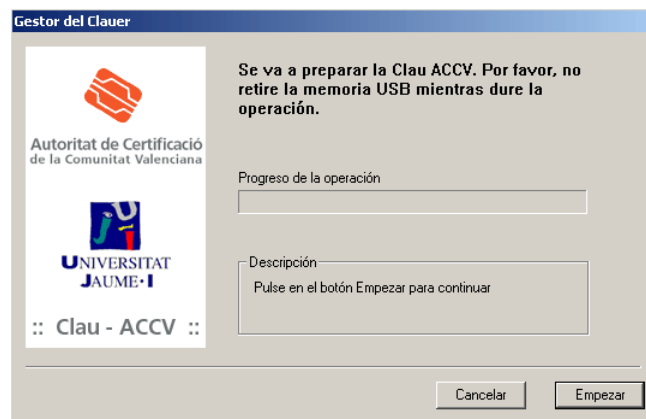 Gestor del Clauer
Autoritat de Certificació
de la Comunitat Valenciana
UNIVERSITAT
JAUME·I
:: Clau - ACCV ::
Se va a preparar la Clau ACCV. Por favor, no
retire la memoria USB mientras dure la
operación.
Progreso de la operación
Descripción
Pulse en el botón Empezar para continuar
Cancelar
Empezar